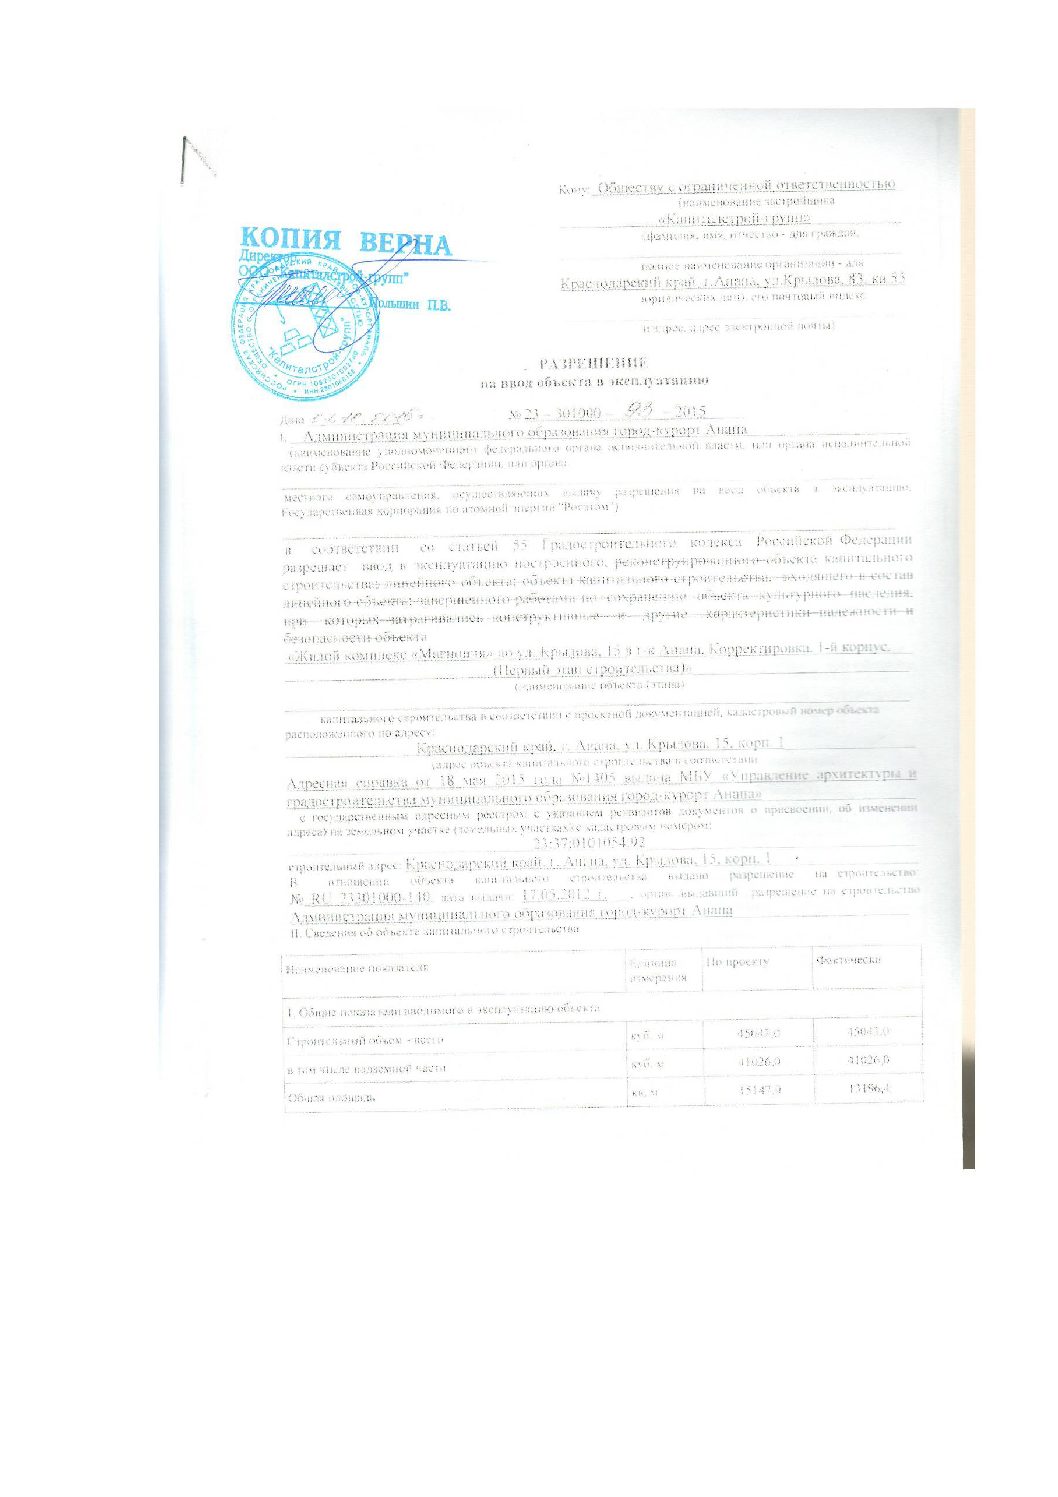 КОПИЯ ВЕРНА
Директор
ООО "Капиталстрой-групп"
Польшин П.В.
"Капиталстрой-групп"
Кому: Обществу с ограниченной ответственностью
(наименование застройщика
«Капиталстрой-групп»
(фамилия, имя, отчество - для граждан,
полное наименование организации - для
Краснодарский край, г.Анапа, ул.Крылова, 83, кв 53
юридических лиц), его почтовый индекс
и адрес, адрес электронной почты)
РАЗРЕШЕНИЕ
на ввод объекта в эксплуатацию
Дата
№ 23 – 301000 – – 2015
I. Администрация муниципального образования город-курорт Анапа
(наименование уполномоченного федерального органа исполнительной власти, или органа исполнительной
власти субъекта Российской Федерации, или органа
местного самоуправления, осуществляющих выдачу разрешения на ввод объекта в эксплуатацию,
Государственная корпорация по атомной энергии "Росатом")
в соответствии со статьей 55 Градостроительного кодекса Российской Федерации
разрешает ввод в эксплуатацию построенного, реконструированного объекта капитального
строительства; линейного объекта; объекта капитального строительства, входящего в состав
линейного объекта; завершенного работами по сохранению объекта культурного наследия,
при которых затрагивались конструктивные и другие характеристики надежности и
безопасности объекта
«Жилой комплекс «Магнолия» по ул. Крылова, 15 в г-к Анапа. Корректировка. 1-й корпус.
(Первый этап строительства)»
(наименование объекта (этапа)
капитального строительства в соответствии с проектной документацией, кадастровый номер объекта
расположенного по адресу:
Краснодарский край, г. Анапа, ул. Крылова, 15, корп. 1
(адрес объекта капитального строительства в соответствии
Адресная справка от 18 мая 2015 года №1305 выдана МБУ «Управление архитектуры и
градостроительства муниципального образования город-курорт Анапа»
с государственным адресным реестром с указанием реквизитов документов о присвоении, об изменении
адреса) на земельном участке (земельных участках) с кадастровым номером:
23:37:0101054:92
строительный адрес: Краснодарский край, г. Анапа, ул. Крылова, 15, корп. 1
В отношении объекта капитального строительства выдано разрешение на строительство
№ RU 23301000-140, дата выдачи 17.05.2012 г. , орган, выдавший разрешение на строительство
Администрация муниципального образования город-курорт Анапа
II. Сведения об объекте капитального строительства
Наименование показателя Единица измерения По проекту Фактически
1. Общие показатели вводимого в эксплуатацию объекта
Строительный объем - всего куб. м 45043,0 45043,0
в том числе надземной части куб. м 41026,0 41026,0
Общая площадь кв. м 15147,9 13196,4